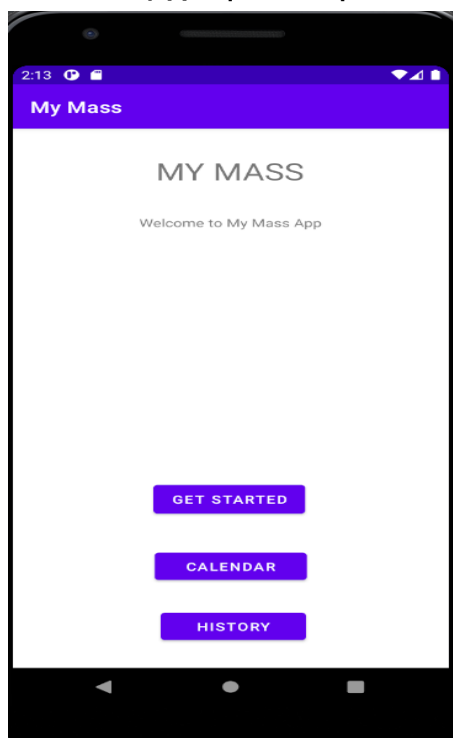 2:13
My Mass
MY MASS
Welcome to My Mass App
GET STARTED
CALENDAR
HISTORY